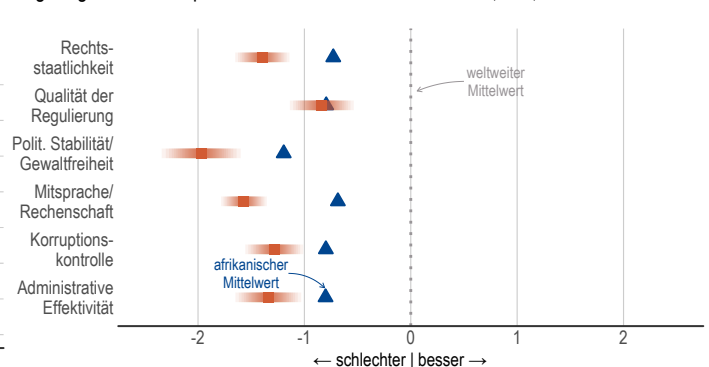 Rechts-
staatlichkeit
weltweiter
Mittelwert
Qualität der
Regulierung
Polit. Stabilität/
Gewaltfreiheit
Mitsprache/
Rechenschaft
Korruptions-
kontrolle
afrikanischer
Mittelwert
Administrative
Effektivität
-2 -1 0 1 2
← schlechter | besser →